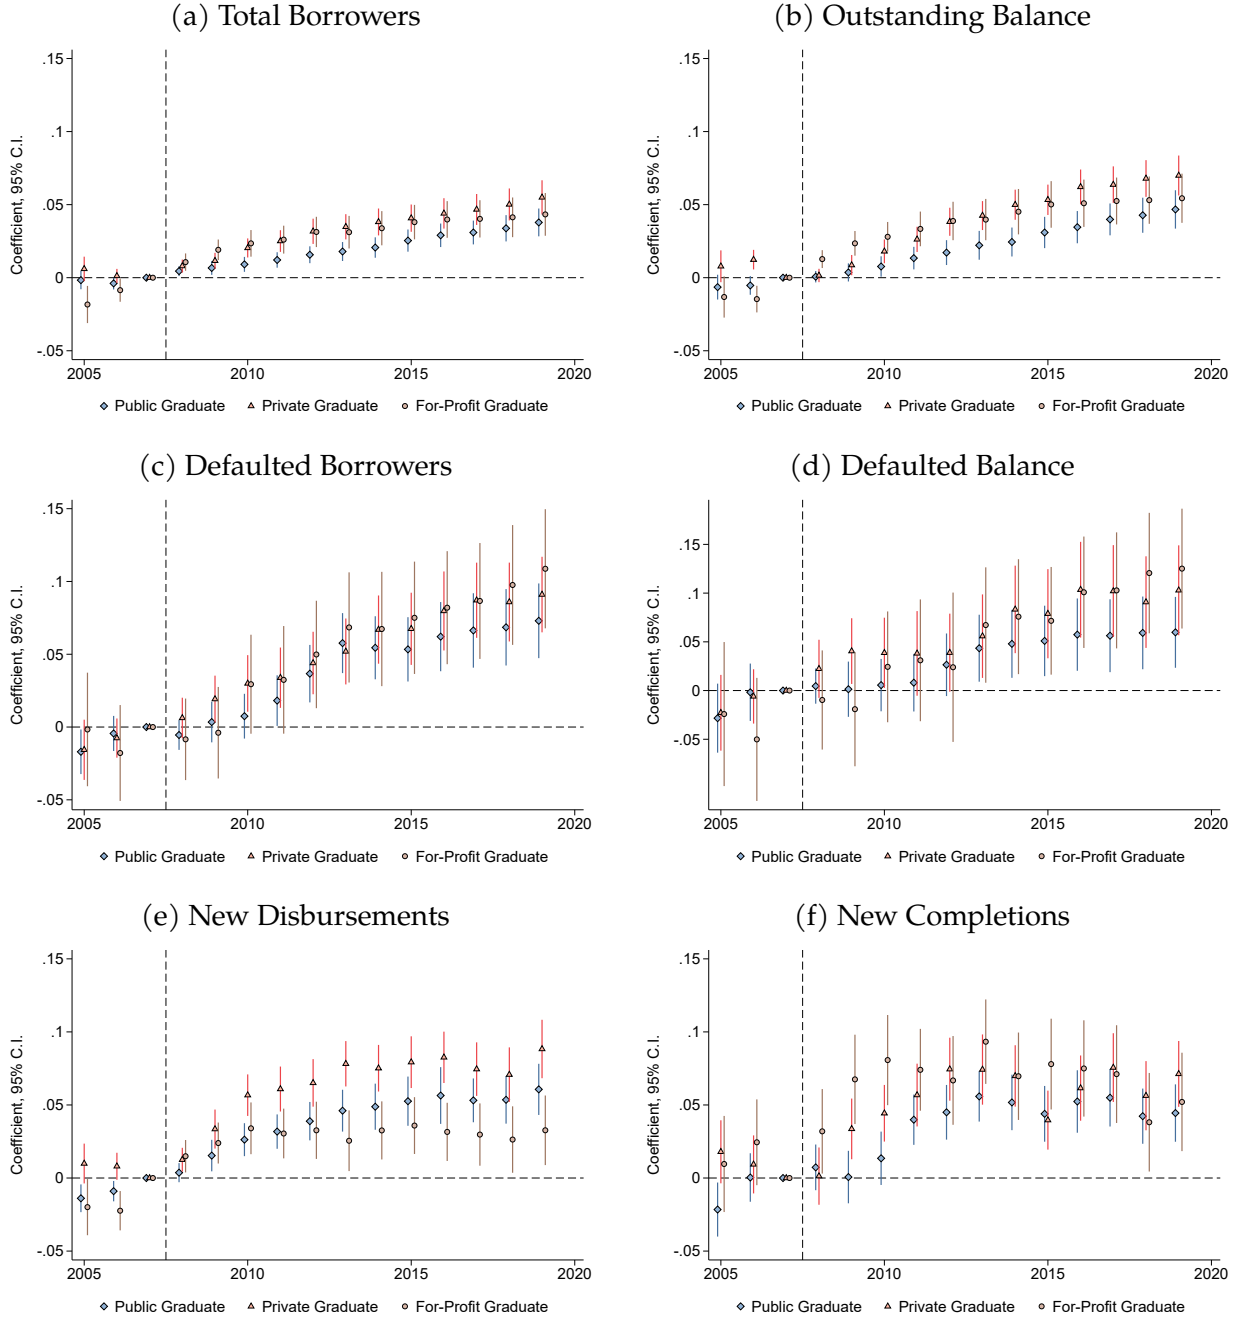 (a) Total Borrowers
Coefficient, 95% C.I.
.15
.1
.05
0
-.05
2005 2010 2015 2020
Public Graduate Private Graduate For-Profit Graduate
(b) Outstanding Balance
Coefficient, 95% C.I.
.15
.1
.05
0
-.05
2005 2010 2015 2020
Public Graduate Private Graduate For-Profit Graduate
(c) Defaulted Borrowers
Coefficient, 95% C.I.
.15
.1
.05
0
-.05
2005 2010 2015 2020
Public Graduate Private Graduate For-Profit Graduate
(d) Defaulted Balance
Coefficient, 95% C.I.
.15
.1
.05
0
-.05
2005 2010 2015 2020
Public Graduate Private Graduate For-Profit Graduate
(e) New Disbursements
Coefficient, 95% C.I.
.15
.1
.05
0
-.05
2005 2010 2015 2020
Public Graduate Private Graduate For-Profit Graduate
(f) New Completions
Coefficient, 95% C.I.
.15
.1
.05
0
-.05
2005 2010 2015 2020
Public Graduate Private Graduate For-Profit Graduate